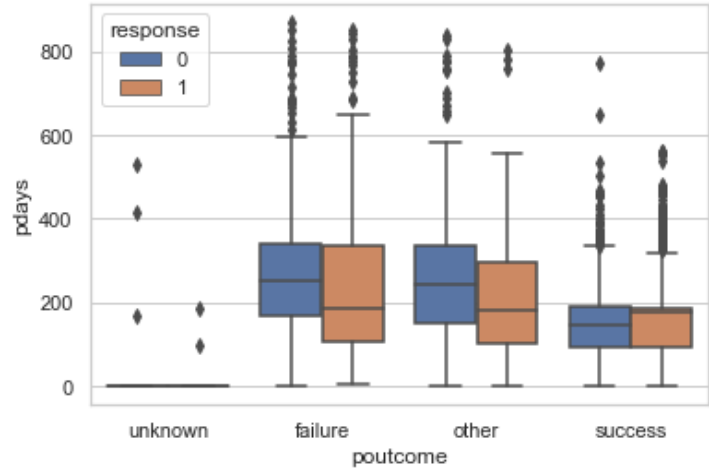 response
0
1
800
600
400
200
0
pdays
unknown failure other success
poutcome